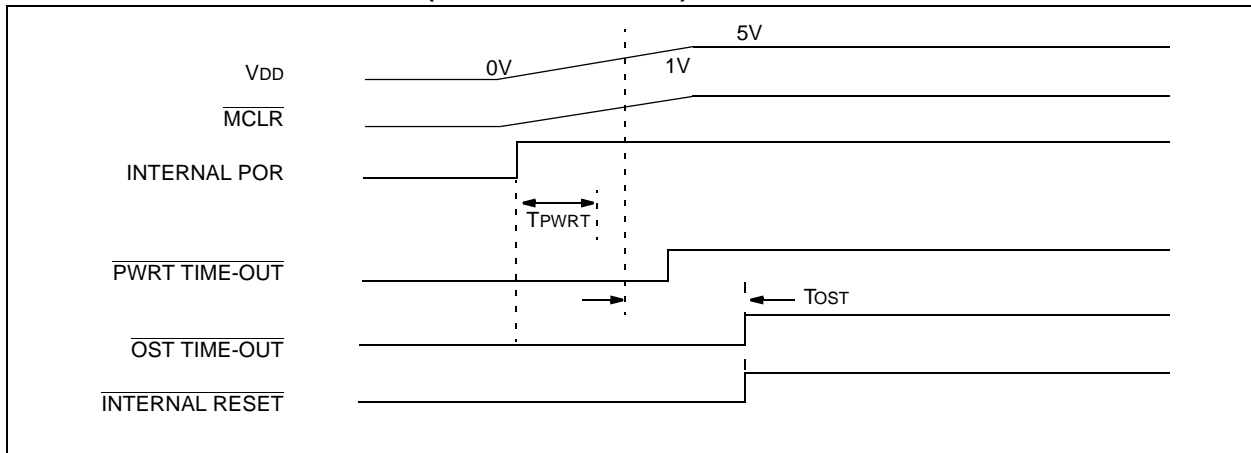 5V
0V
1V
VDD
MCLR
INTERNAL POR
TPWRT
PWRT TIME-OUT
TOST
OST TIME-OUT
INTERNAL RESET